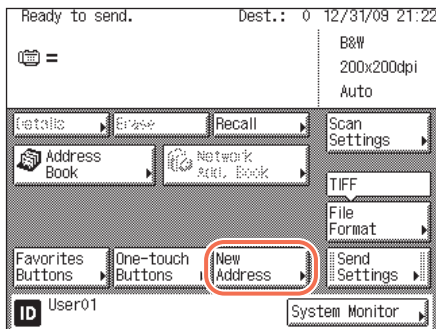 Ready to send. Dest.: 0 12/31/09 21:22
=
B&W
200x200dpi
Auto
Details Erase Recall
Scan
Settings
Address
Book
Network
Add. Book
TIFF
File
Format
Favorites
Buttons
One-touch
Buttons
New
Address
Send
Settings
ID User01
System Monitor